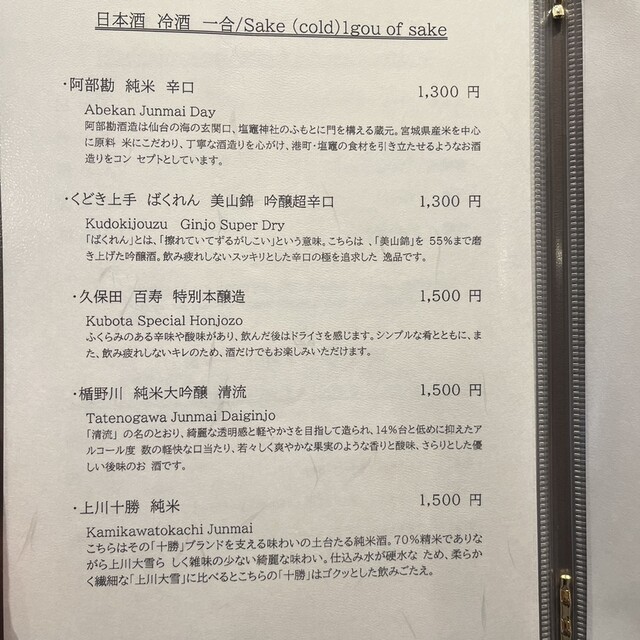 日本酒 冷酒 一合/Sake (cold)1gou of sake
・阿部勘 純米 辛口 1,300 円
Abekan Junmai Day
阿部勘酒造は仙台の海の玄関口、塩竈神社のふもとに門を構える蔵元。宮城県産米を中心
に原料 米にこだわり、丁寧な酒造りを心がけ、港町・塩竈の食材を引き立たせるようなお酒
造りをコン セプトとしています。
・くどき上手 ばくれん 美山錦 吟醸超辛口 1,300 円
Kudokijouzu Ginjo Super Dry
「ばくれん」とは、「擦れていてずるがしこい」という意味。こちらは 、「美山錦」を 55%まで磨
き上げた吟醸酒。飲み疲れしないスッキリとした辛口の極を追求した 逸品です。
・久保田 百寿 特別本醸造 1,500 円
Kubota Special Honjozo
ふくらみのある辛味や酸味があり、飲んだ後はドライさを感じます。シンプルな肴とともに、ま
た、飲み疲れしないキレのため、酒だけでもお楽しみいただけます。
・楯野川 純米大吟醸 清流 1,500 円
Tatenogawa Junmai Daiginjo
「清流」 の名のとおり、綺麗な透明感と軽やかさを目指して造られ、14%台と低めに抑えたア
ルコール度 数の軽快な口当たり、若々しく爽やかな果実のような香りと酸味、さらりとした優
しい後味のお 酒です。
・上川十勝 純米 1,500 円
Kamikawatokachi Junmai
こちらはその「十勝」ブランドを支える味わいの土台たる純米酒。70%精米でありな
がら上川大雪ら しく雑味の少ない綺麗な味わい。仕込み水が硬水な ため、柔らか
く繊細な「上川大雪」に比べるとこちらの「十勝」はゴクッとした飲みごたえ。